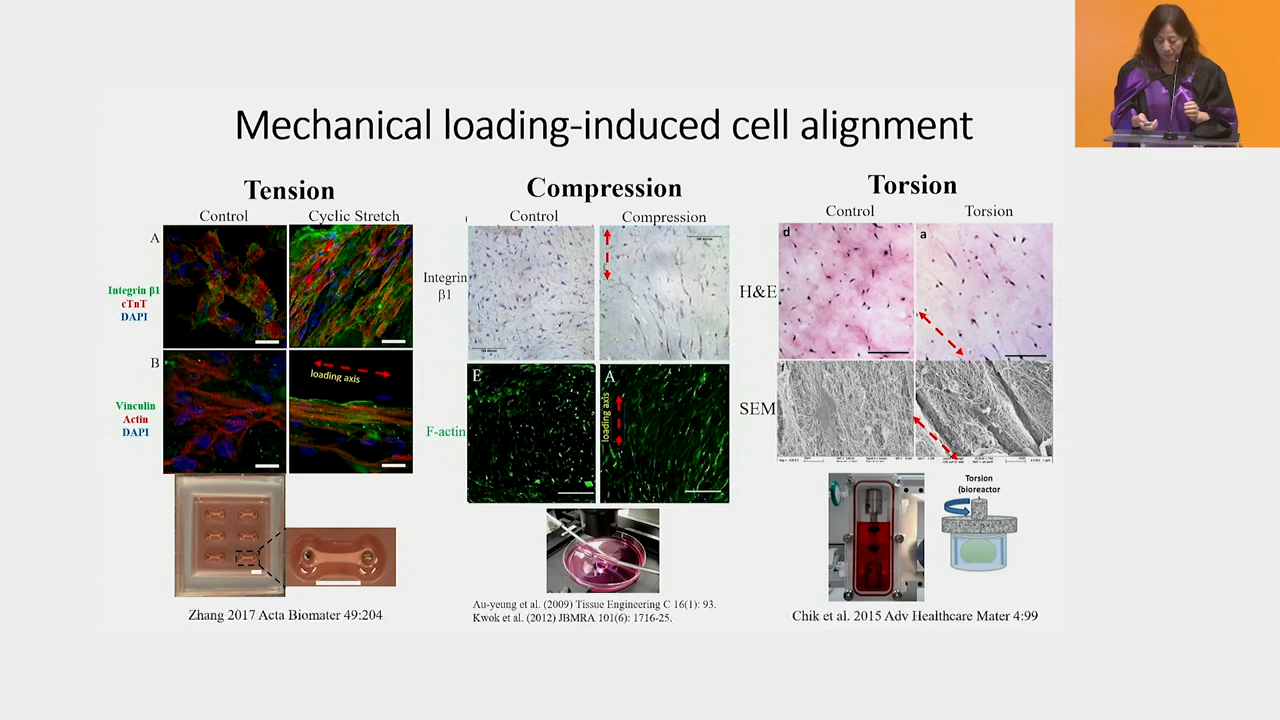 Mechanical loading-induced cell alignment
Tension
Control
Cyclic Stretch
A
Integrin β1
cTnT
DAPI
B
loading axis
Vinculin
Actin
DAPI
Zhang 2017 Acta Biomater 49:204
Compression
Control
Compression
Integrin
β1
E
A
loading axis
F-actin
Au-yeung et al. (2009) Tissue Engineering C 16(1): 93.
Kwok et al. (2012) JBMRA 101(6): 1716-25.
Torsion
Control
Torsion
d
a
H&E
f
SEM
Torsion
(bioreactor
Chik et al. 2015 Adv Healthcare Mater 4:99